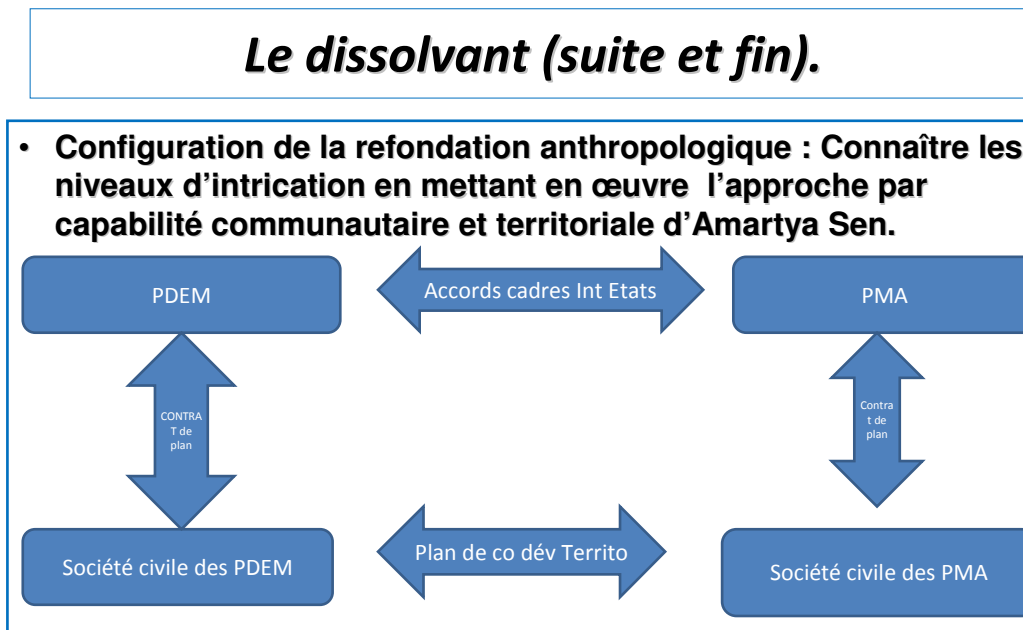 Le dissolvant (suite et fin).
• Configuration de la refondation anthropologique : Connaître les
niveaux d’intrication en mettant en œuvre l’approche par
capabilité communautaire et territoriale d’Amartya Sen.
PDEM
Accords cadres Int Etats
PMA
CONTRA
T de
plan
Contra
t de
plan
Société civile des PDEM
Plan de co dév Territo
Société civile des PMA